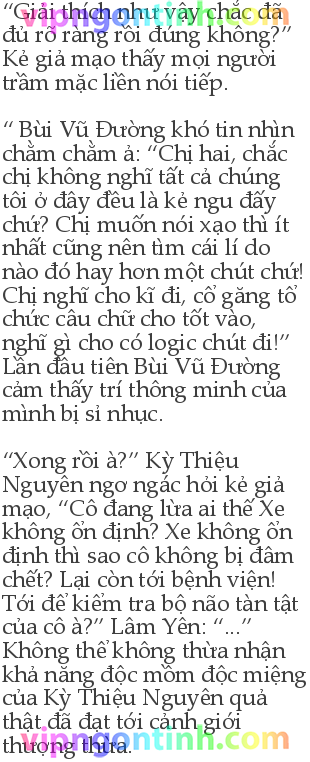 “Giải thích như vậy chắc đã
đủ rõ ràng rồi đúng không?”
Kẻ giả mạo thấy mọi người
trầm mặc liền nói tiếp.
“ Bùi Vũ Đường khó tin nhìn
chằm chằm ả: “Chị hai, chắc
chị không nghĩ tất cả chúng
tôi ở đây đều là kẻ ngu đấy
chứ? Chị muốn nói xạo thì ít
nhất cũng nên tìm cái lí do
nào đó hay hơn một chút chứ!
Chị nghĩ cho kĩ đi, cổ găng tổ
chức câu chữ cho tốt vào,
nghĩ gì cho có logic chút đi!”
Lần đầu tiên Bùi Vũ Đường
cảm thấy trí thông minh của
mình bị sỉ nhục.
“Xong rồi à?” Kỳ Thiệu
Nguyên ngơ ngác hỏi kẻ giả
mạo, “Cô đang lừa ai thế Xe
không ổn định? Xe không ổn
định thì sao cô không bị đâm
chết? Lại còn tới bệnh viện!
Tới để kiểm tra bộ não tàn tật
của cô à?” Lâm Yên: “...”
Không thể không thừa nhận
khả năng độc mồm độc miệng
của Kỳ Thiệu Nguyên quả
thật đã đạt tới cảnh giới
thượng thừa.
vipngontinh.com
vipngontinh.com